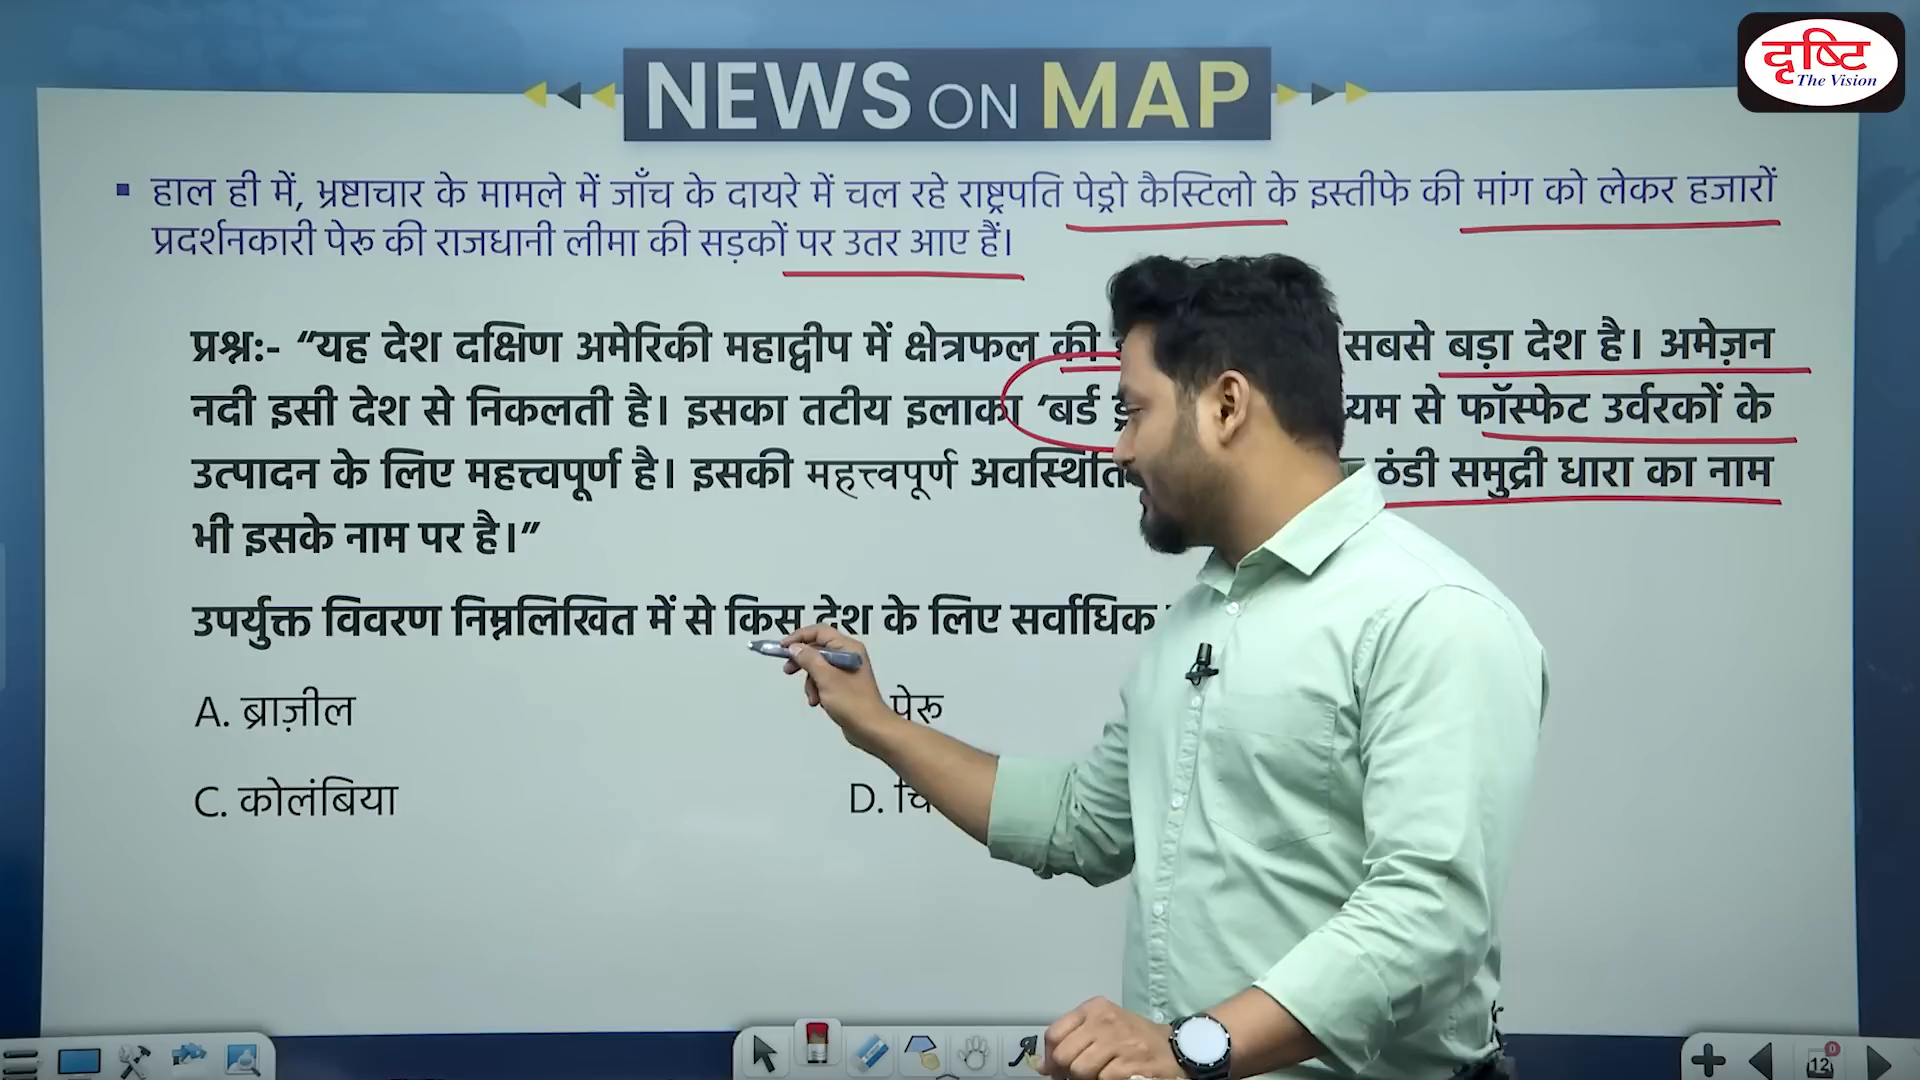 दृष्टि
The Vision
NEWS ON MAP
▪ हाल ही में, भ्रष्टाचार के मामले में जाँच के दायरे में चल रहे राष्ट्रपति पेड्रो कैस्टिलो के इस्तीफे की मांग को लेकर हजारों
प्रदर्शनकारी पेरू की राजधानी लीमा की सड़कों पर उतर आए हैं।
प्रश्न:- “यह देश दक्षिण अमेरिकी महाद्वीप में क्षेत्रफल की सबसे बड़ा देश है। अमेज़न
नदी इसी देश से निकलती है। इसका तटीय इलाका ‘बर्ड से फॉस्फेट उर्वरकों के
उत्पादन के लिए महत्त्वपूर्ण है। इसकी महत्त्वपूर्ण ठंडी समुद्री धारा का नाम
भी इसके नाम पर है।”
उपर्युक्त विवरण निम्नलिखित में से किस देश के लिए सर्वाधिक
A. ब्राज़ील
पेरू
C. कोलंबिया
D.
12
0